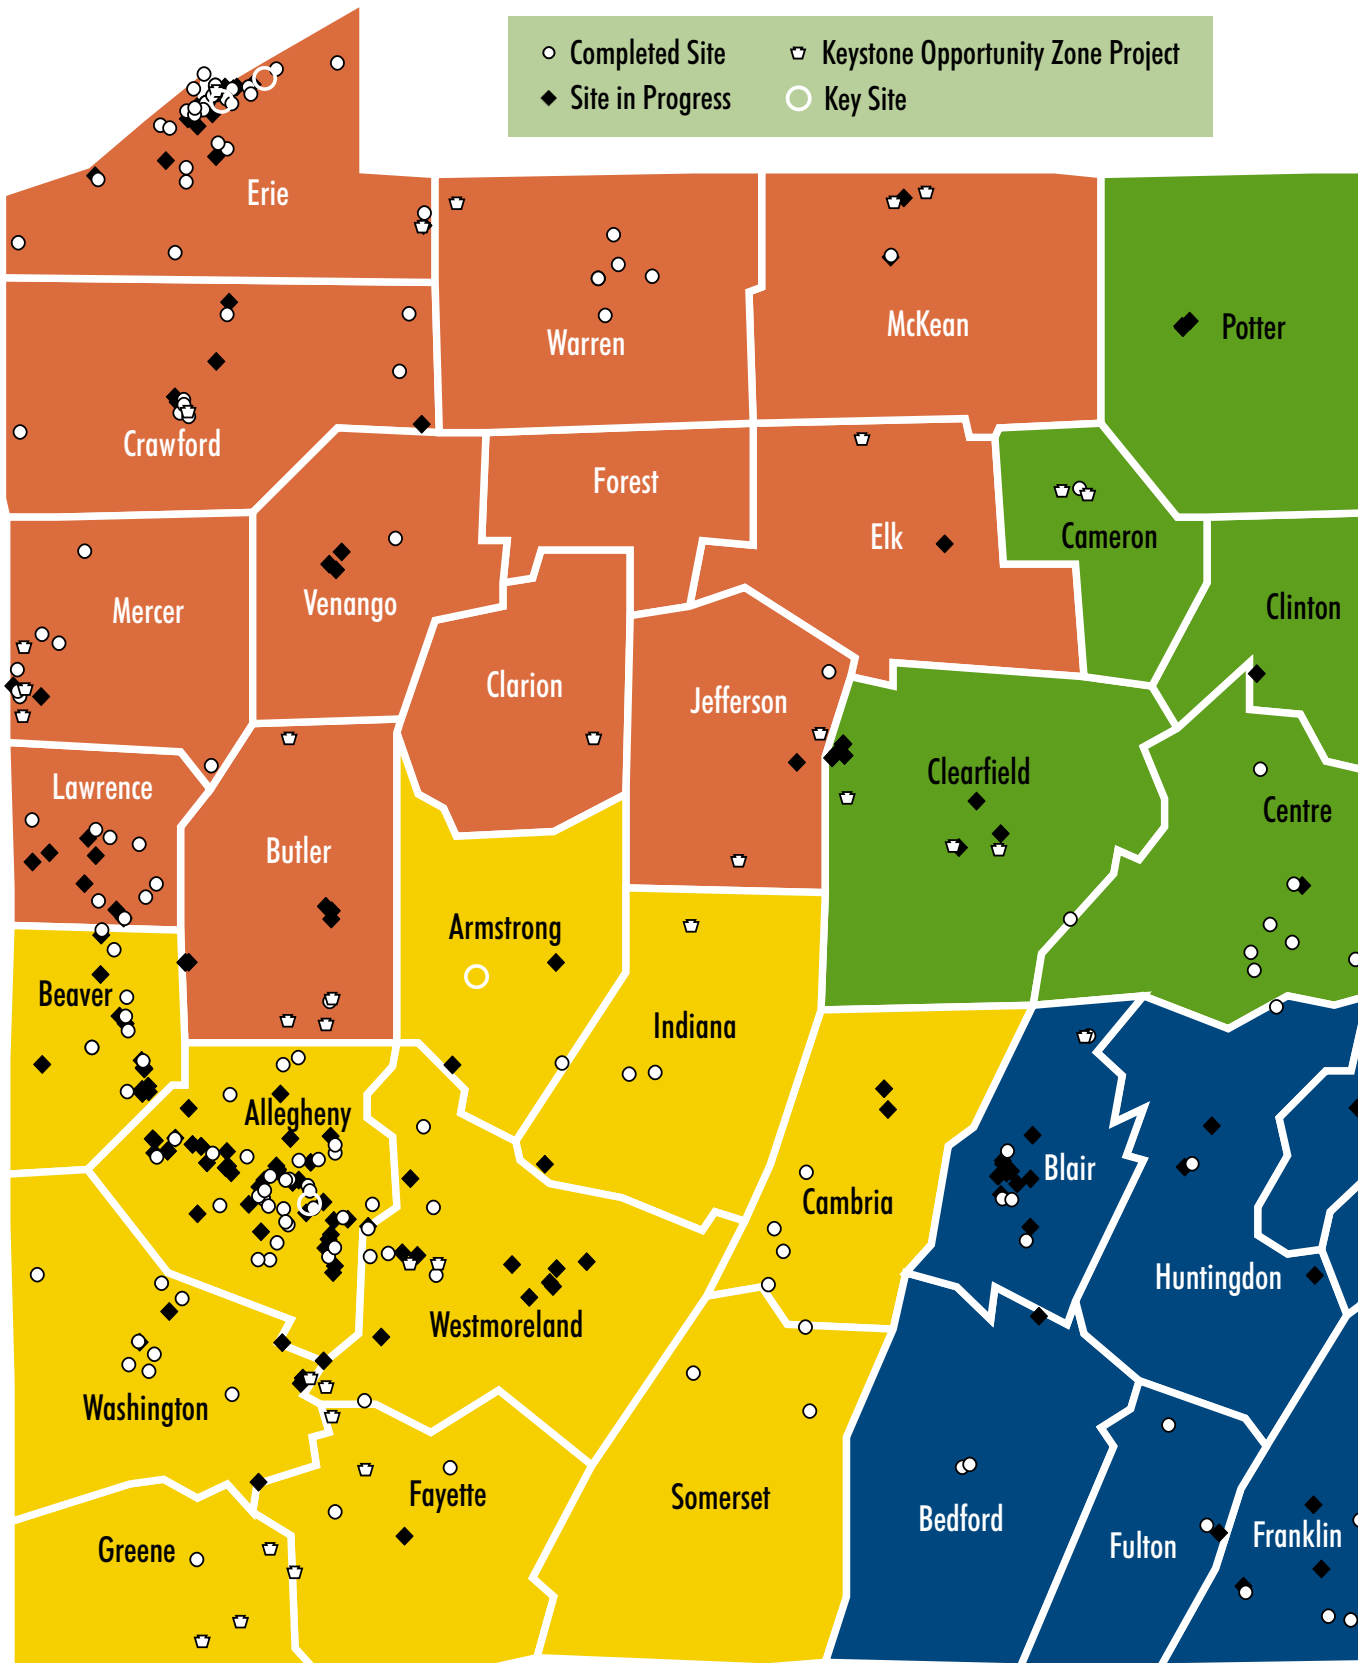 Completed Site
Keystone Opportunity Zone Project
Site in Progress
Key Site
Erie
Warren
McKean
Potter
Crawford
Forest
Elk
Cameron
Mercer
Venango
Clinton
Clarion
Jefferson
Lawrence
Clearfield
Centre
Butler
Armstrong
Beaver
Indiana
Allegheny
Blair
Cambria
Huntingdon
Westmoreland
Washington
Fayette
Somerset
Bedford
Greene
Fulton
Franklin